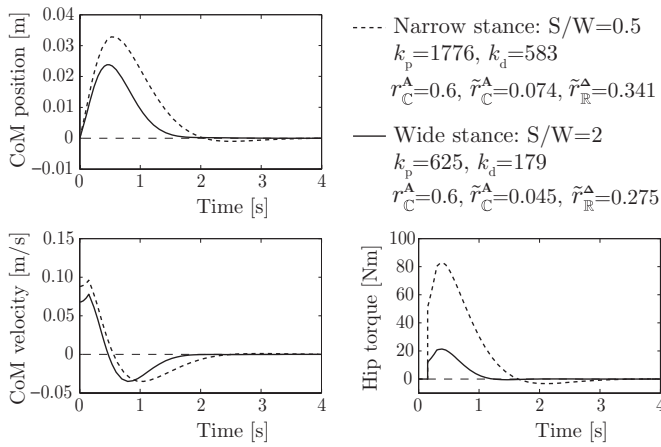 0.04
0.03
0.02
0.01
0
−0.01
CoM position [m]
0 1 2 3 4
Time [s]
Narrow stance: S/W=0.5
kp=1776, kd=583
r^A_ℂ=0.6, r̃^A_ℂ=0.074, r̃^Δ_ℝ=0.341
Wide stance: S/W=2
kp=625, kd=179
r^A_ℂ=0.6, r̃^A_ℂ=0.045, r̃^Δ_ℝ=0.275
0.15
0.10
0.05
0
−0.05
CoM velocity [m/s]
0 1 2 3 4
Time [s]
100
80
60
40
20
0
Hip torque [Nm]
0 1 2 3 4
Time [s]